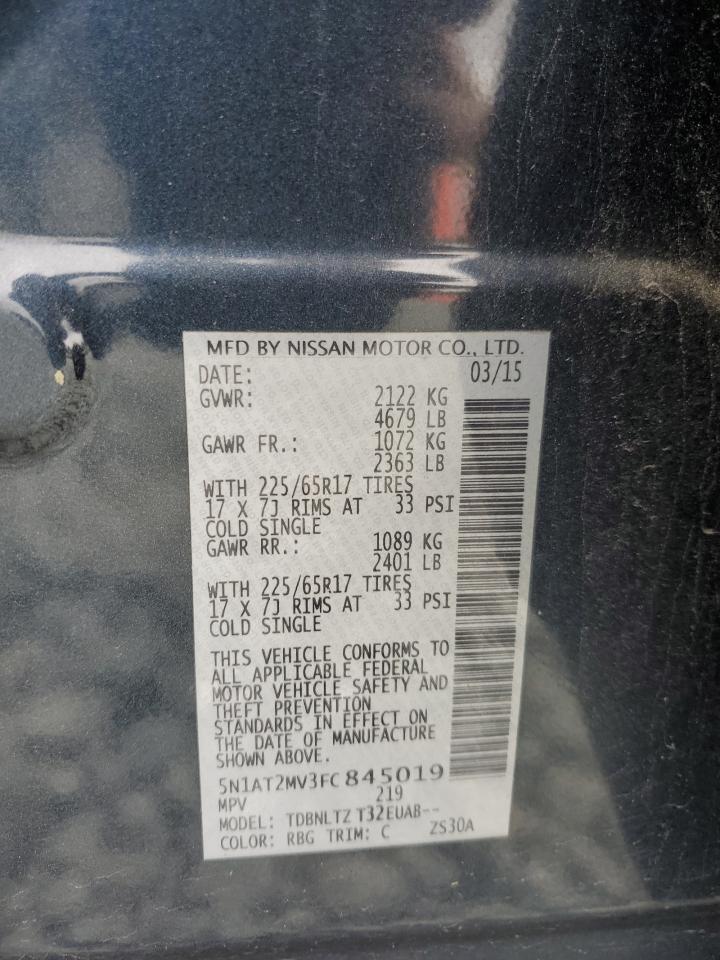 MFD BY NISSAN MOTOR CO., LTD.
DATE: 03/15
GVWR: 2122 KG
4679 LB
GAWR FR.: 1072 KG
2363 LB
WITH 225/65R17 TIRES
17 X 7J RIMS AT 33 PSI
COLD SINGLE
GAWR RR.: 1089 KG
2401 LB
WITH 225/65R17 TIRES
17 X 7J RIMS AT 33 PSI
COLD SINGLE
THIS VEHICLE CONFORMS TO
ALL APPLICABLE FEDERAL
MOTOR VEHICLE SAFETY AND
THEFT PREVENTION
STANDARDS IN EFFECT ON
THE DATE OF MANUFACTURE
SHOWN ABOVE.
5N1AT2MV3FC845019
MPV 219
MODEL: TDBNLTZ T32EUAB--
COLOR: RBG TRIM: C ZS30A